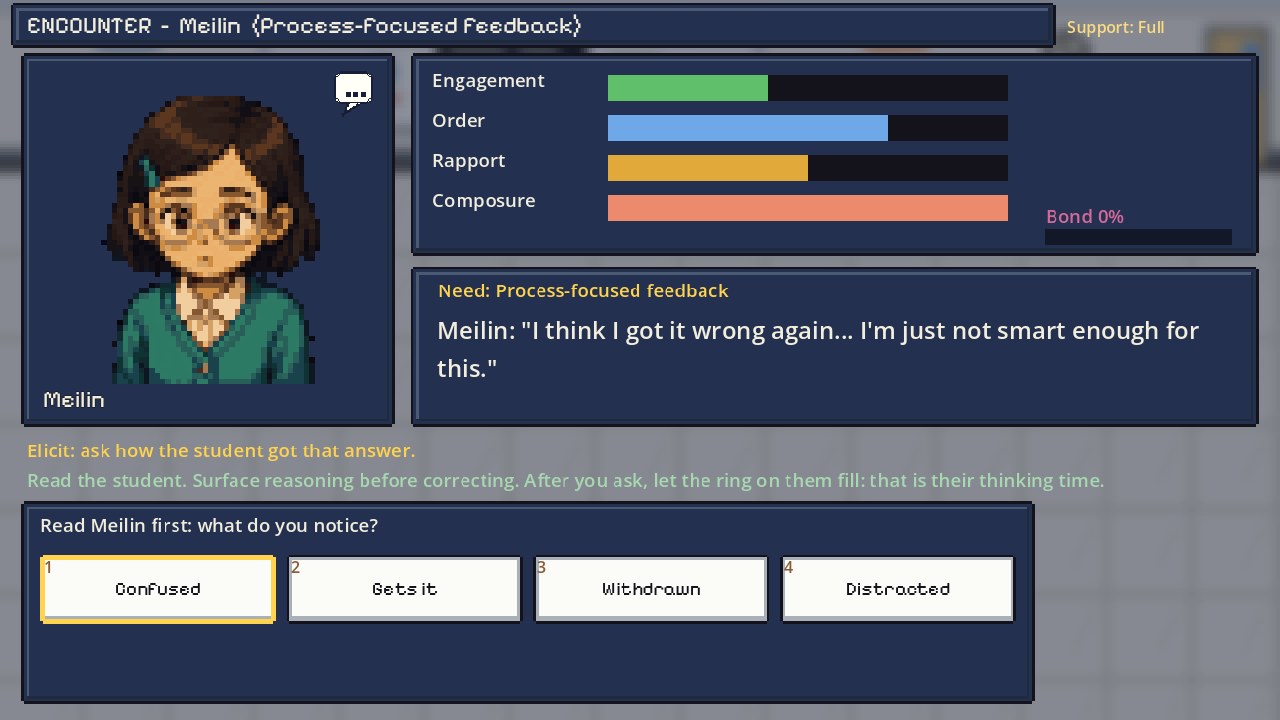 ENCOUNTER - Meilin (Process-focused feedback)
Support: Full
Engagement
Order
Rapport
Composure
Bond 0%
Meilin
Need: Process-focused feedback
Meilin: "I think I got it wrong again... I'm just not smart enough for
this."
Elicit: ask how the student got that answer.
Read the student. Surface reasoning before correcting. After you ask, let the ring on them fill: that is their thinking time.
Read Meilin first: what do you notice?
1 Confused
2 Gets it
3 Withdrawn
4 Distracted